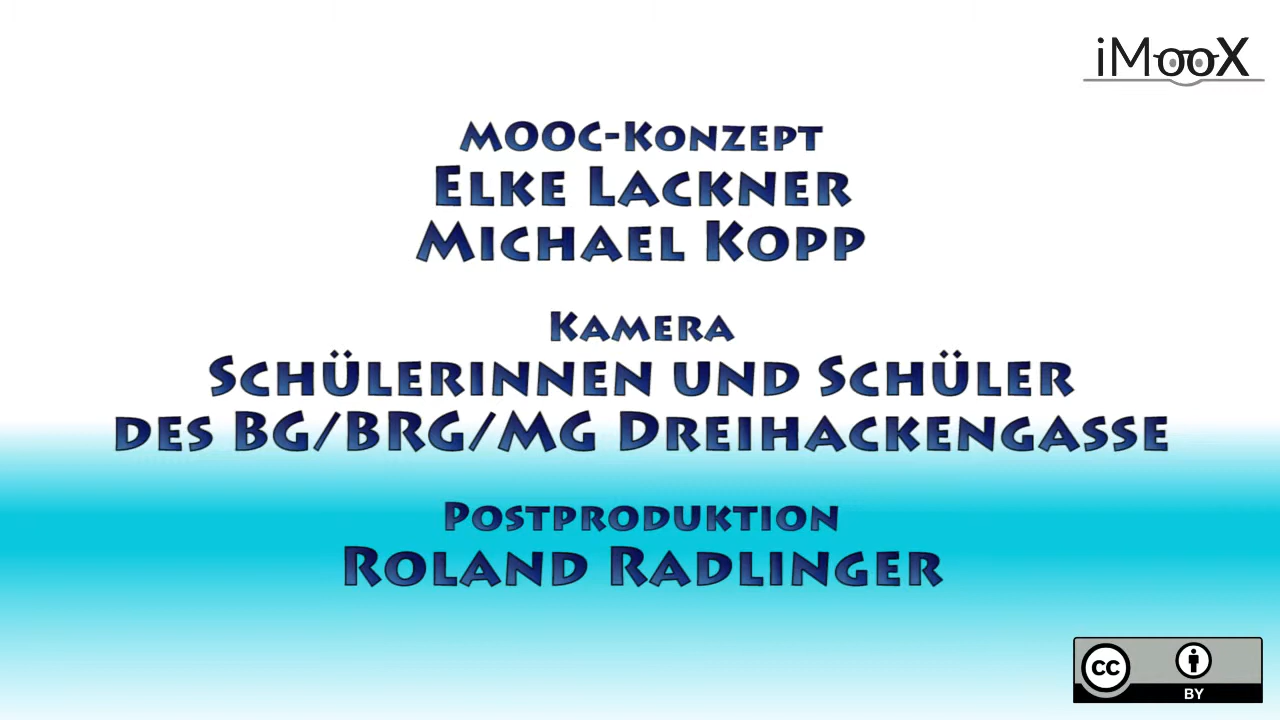 iMooX
MOOC-Konzept
Elke Lackner
Michael Kopp
Kamera
Schülerinnen und Schüler
des BG/BRG/MG Dreihackengasse
Postproduktion
Roland Radlinger
cc
BY